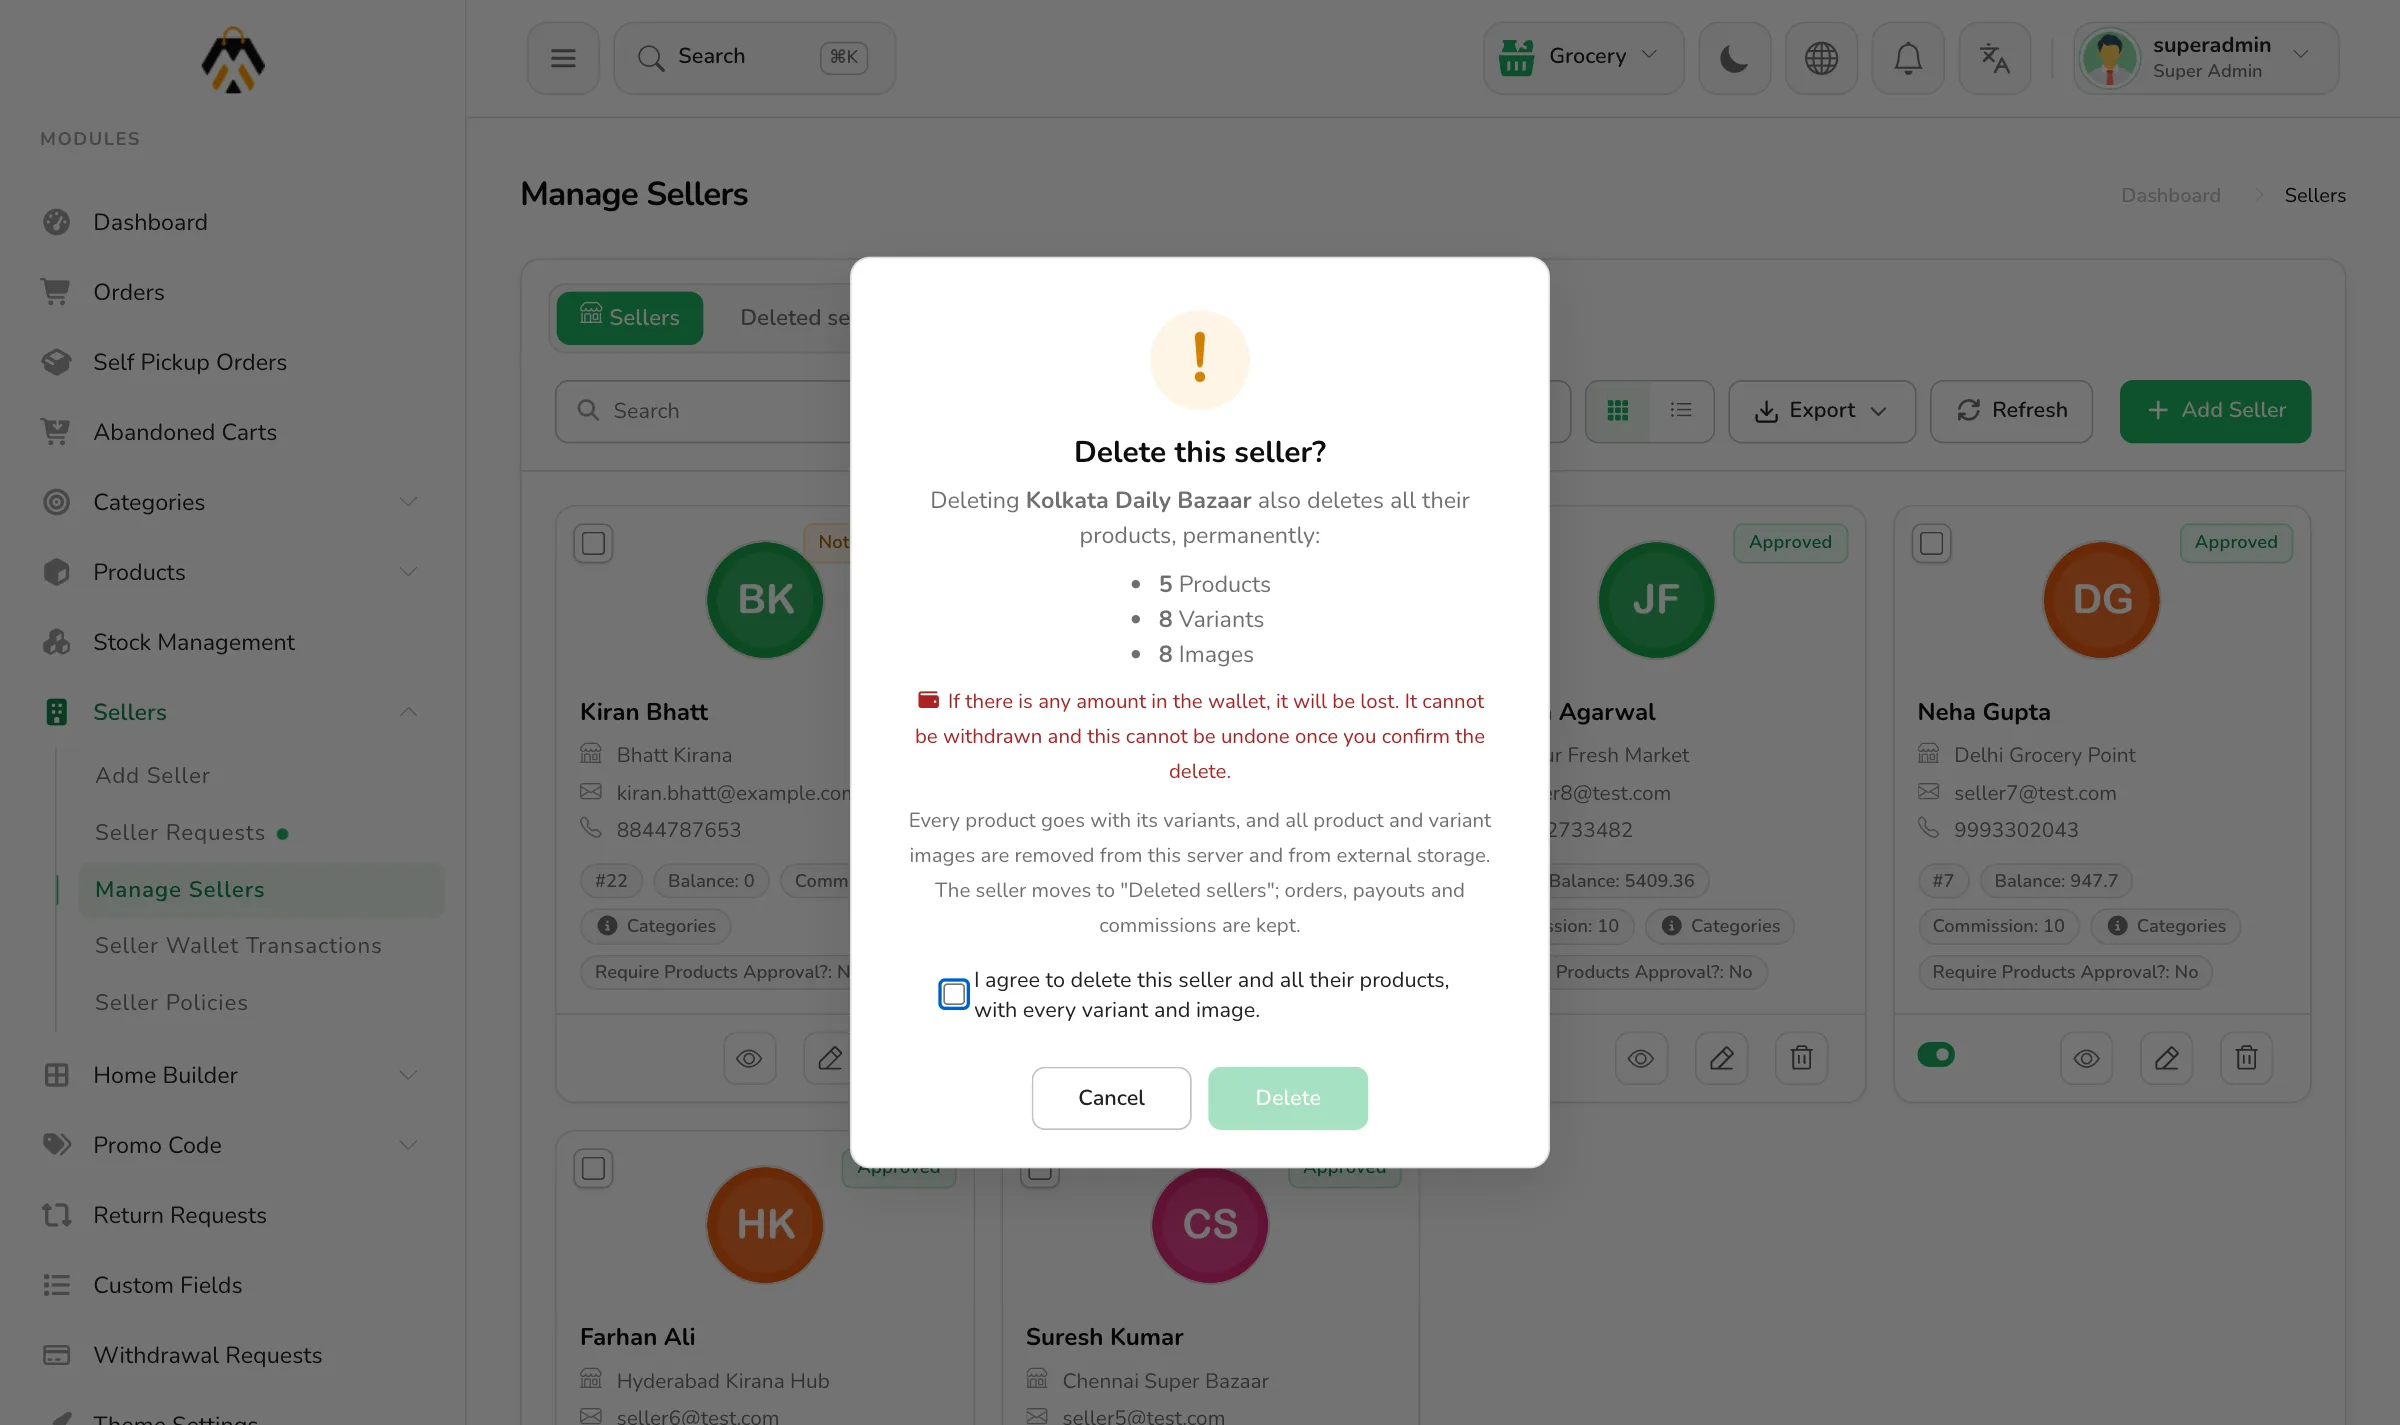 Search
⌘K
Grocery
superadmin
Super Admin
MODULES
Dashboard
Orders
Self Pickup Orders
Abandoned Carts
Categories
Products
Stock Management
Sellers
Add Seller
Seller Requests
Manage Sellers
Seller Wallet Transactions
Seller Policies
Home Builder
Promo Code
Return Requests
Custom Fields
Withdrawal Requests
Theme Settings
Manage Sellers
Dashboard
Sellers
Sellers
Deleted se
Search
Export
Refresh
+ Add Seller
BK
Not
Kiran Bhatt
Bhatt Kirana
kiran.bhatt@example.con
8844787653
#22
Balance: 0
Comm
Categories
Require Products Approval?: N
Delete this seller?
Deleting Kolkata Daily Bazaar also deletes all their
products, permanently:
• 5 Products
• 8 Variants
• 8 Images
If there is any amount in the wallet, it will be lost. It cannot
be withdrawn and this cannot be undone once you confirm the
delete.
Every product goes with its variants, and all product and variant
images are removed from this server and from external storage.
The seller moves to "Deleted sellers"; orders, payouts and
commissions are kept.
I agree to delete this seller and all their products,
with every variant and image.
Cancel
Delete
JF
Approved
Agarwal
ur Fresh Market
er8@test.com
2733482
Balance: 5409.36
ssion: 10
Categories
Products Approval?: No
DG
Approved
Neha Gupta
Delhi Grocery Point
seller7@test.com
9993302043
#7
Balance: 947.7
Commission: 10
Categories
Require Products Approval?: No
HK
Approved
Farhan Ali
Hyderabad Kirana Hub
seller6@test.com
CS
Approved
Suresh Kumar
Chennai Super Bazaar
seller5@test.com